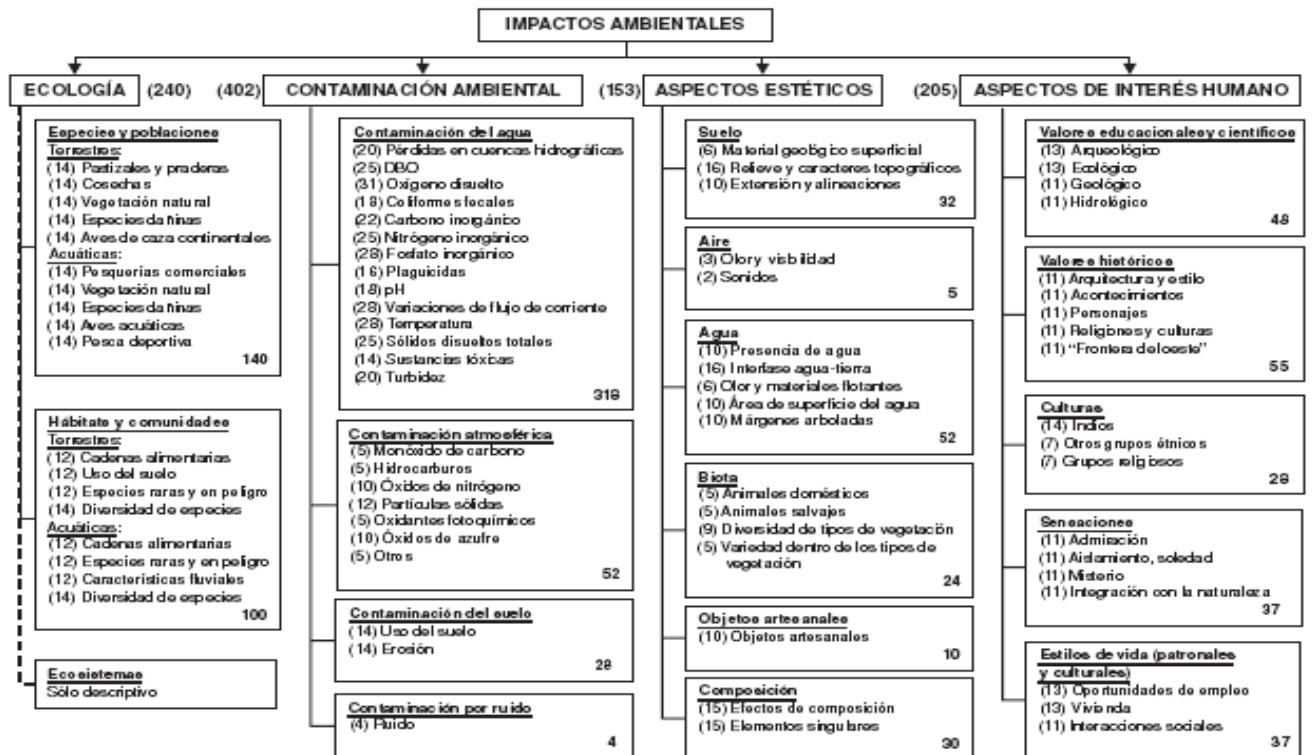 IMPACTOS AMBIENTALES
ECOLOGÍA (240)
Especies y poblaciones
Terrestres:
(14) Pastizales y praderas
(14) Cosechas
(14) Vegetación natural
(14) Especies dañinas
(14) Aves de caza continentales
Acuáticas:
(14) Pesquerías comerciales
(14) Vegetación natural
(14) Especies dañinas
(14) Aves acuáticas
(14) Pesca deportiva
140
Hábitats y comunidades
Terrestres:
(12) Cadenas alimentarias
(12) Uso del suelo
(12) Especies raras y en peligro
(14) Diversidad de especies
Acuáticas:
(12) Cadenas alimentarias
(12) Especies raras y en peligro
(12) Características fluviales
(14) Diversidad de especies
100
Ecosistemas
Sólo descriptivo
(402) CONTAMINACIÓN AMBIENTAL
Contaminación del agua
(20) Pérdidas en cuencas hidrográficas
(25) DBO
(31) Oxígeno disuelto
(18) Coliformes fecales
(22) Carbono inorgánico
(25) Nitrógeno inorgánico
(28) Fosfato inorgánico
(16) Plaguicidas
(18) pH
(28) Variaciones de flujo de corriente
(28) Temperatura
(25) Sólidos disueltos totales
(14) Sustancias tóxicas
(20) Turbidez
318
Contaminación atmosférica
(5) Monóxido de carbono
(5) Hidrocarburos
(10) Óxidos de nitrógeno
(12) Partículas sólidas
(5) Oxidantes fotoquímicos
(10) Óxidos de azufre
(5) Otros
52
Contaminación del suelo
(14) Uso del suelo
(14) Erosión
28
Contaminación por ruido
(4) Ruido
4
(153) ASPECTOS ESTÉTICOS
Suelo
(6) Material geológico superficial
(16) Relieve y caracteres topográficos
(10) Extensión y alineaciones
32
Aire
(3) Olor y visbilidad
(2) Sonidos
5
Agua
(10) Presencia de agua
(16) Interfase agua-tierra
(6) Olor y materiales flotantes
(10) Área de superficie del agua
(10) Márgenes arboladas
52
Biota
(5) Animales domésticos
(5) Animales salvajes
(9) Diversidad de tipos de vegetación
(5) Variedad dentro de los tipos de
vegetación
24
Objetos artesanales
(10) Objetos artesanales
10
Composición
(15) Efectos de composición
(15) Elementos singulares
30
(205) ASPECTOS DE INTERÉS HUMANO
Valores educacionales y científicos
(13) Arqueológico
(13) Ecológico
(11) Geológico
(11) Hidrológico
48
Valores históricos
(11) Arquitectura y estilo
(11) Acontecimientos
(11) Personajes
(11) Religiones y culturas
(11) "Frontera del oeste"
55
Culturas
(14) Indios
(7) Otros grupos étnicos
(7) Grupos religiosos
28
Sensaciones
(11) Admiración
(11) Aislamiento, soledad
(11) Misterio
(11) Integración con la naturaleza
37
Estilos de vida (patronales
y culturales)
(13) Oportunidades de empleo
(13) Vivienda
(11) Interacciones sociales
37